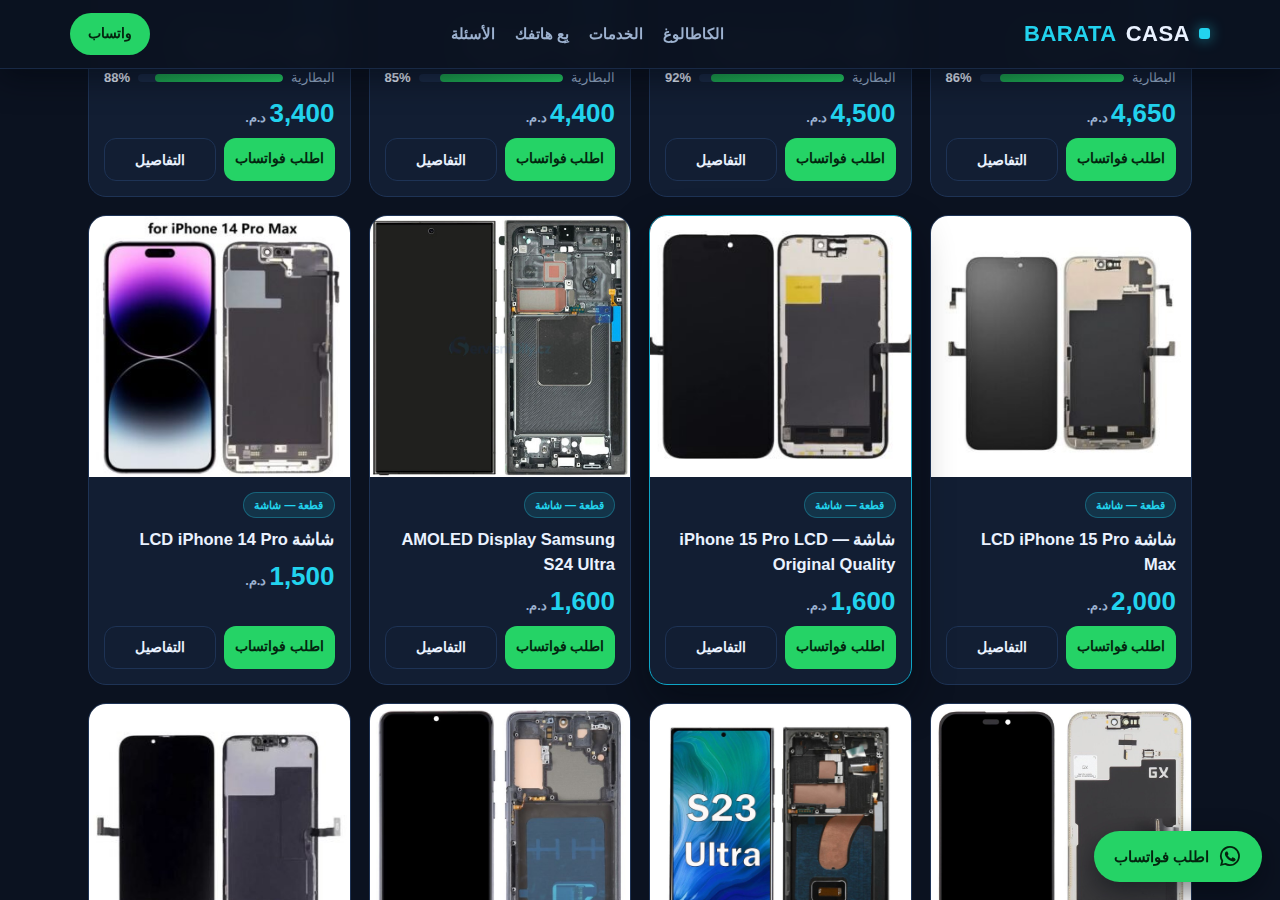 BARATA CASA
الكاطالوغ
الخدمات
بع هاتفك
الأسئلة
واتساب
البطارية 86%
البطارية 92%
البطارية 85%
البطارية 88%
4,650 د.م.
4,500 د.م.
4,400 د.م.
3,400 د.م.
اطلب فواتساب
التفاصيل
اطلب فواتساب
التفاصيل
اطلب فواتساب
التفاصيل
اطلب فواتساب
التفاصيل
for iPhone 14 Pro Max
قطعة — شاشة
شاشة LCD iPhone 15 Pro
Max
2,000 د.م.
اطلب فواتساب
التفاصيل
قطعة — شاشة
شاشة — iPhone 15 Pro LCD
Original Quality
1,600 د.م.
اطلب فواتساب
التفاصيل
قطعة — شاشة
AMOLED Display Samsung
S24 Ultra
1,600 د.م.
اطلب فواتساب
التفاصيل
قطعة — شاشة
شاشة LCD iPhone 14 Pro
1,500 د.م.
اطلب فواتساب
التفاصيل
GX
S23
Ultra
اطلب فواتساب